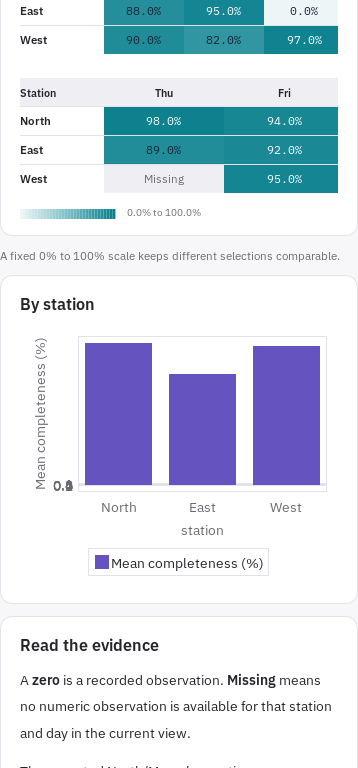 East 88.0% 95.0% 0.0%
West 90.0% 82.0% 97.0%
Station Thu Fri
North 98.0% 94.0%
East 89.0% 92.0%
West Missing 95.0%
0.0% to 100.0%
A fixed 0% to 100% scale keeps different selections comparable.
By station
Mean completeness (%)
North East West
station
Mean completeness (%)
Read the evidence
A zero is a recorded observation. Missing means
no numeric observation is available for that station
and day in the current view.